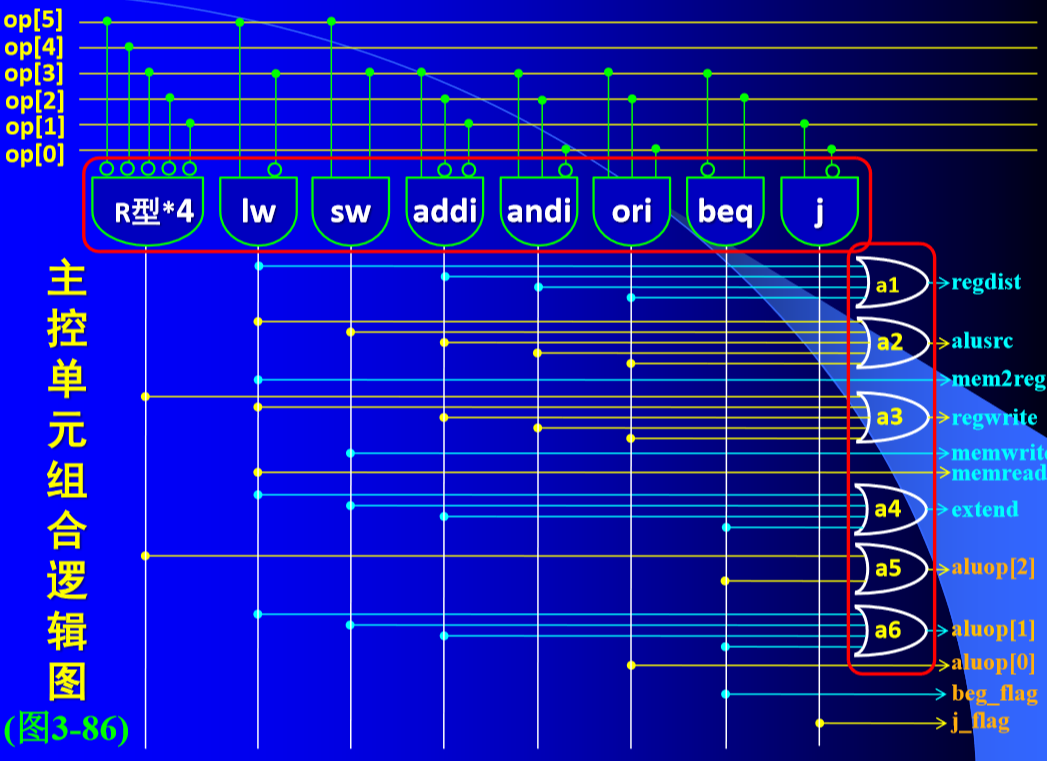 op[5]
op[4]
op[3]
op[2]
op[1]
op[0]
R型*4 lw sw addi andi ori beq j
主控单元组合逻辑图
(图3-86)
a1 regdist
a2 alusrc
mem2reg
a3 regwrite
memwrite
memread
a4 extend
a5 aluop[2]
a6 aluop[1]
aluop[0]
beg_flag
j_flag